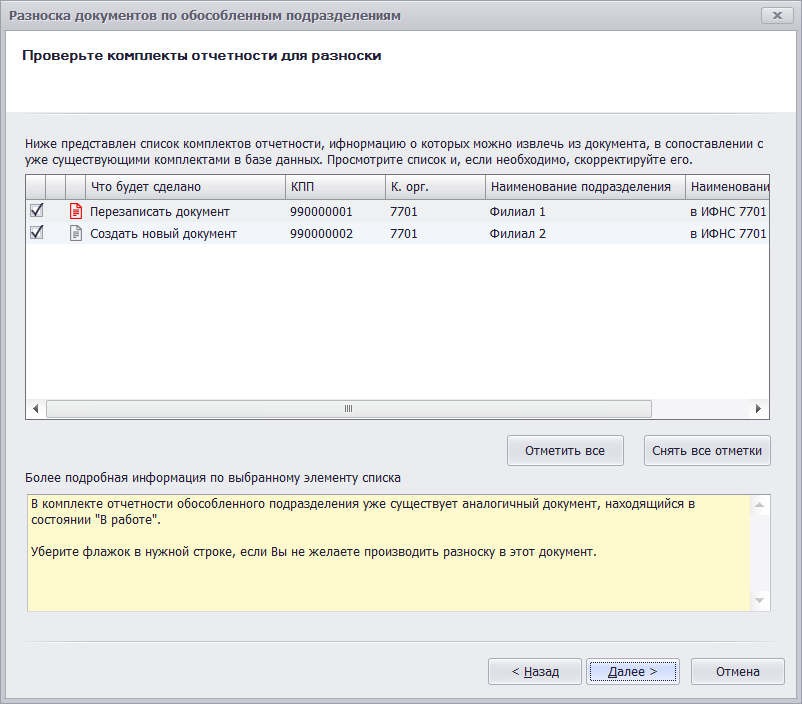 Разноска документов по обособленным подразделениям
Проверьте комплекты отчетности для разноски
Ниже представлен список комплектов отчетности, ифнормацию о которых можно извлечь из документа, в сопоставлении с
уже существующими комплектами в базе данных. Просмотрите список и, если необходимо, скорректируйте его.
Что будет сделано КПП К. орг. Наименование подразделения Наименовани
Перезаписать документ 990000001 7701 Филиал 1 в ИФНС 7701
Создать новый документ 990000002 7701 Филиал 2 в ИФНС 7701
Отметить все Снять все отметки
Более подробная информация по выбранному элементу списка
В комплекте отчетности обособленного подразделения уже существует аналогичный документ, находящийся в
состоянии "В работе".
Уберите флажок в нужной строке, если Вы не желаете производить разноску в этот документ.
< Назад Далее > Отмена